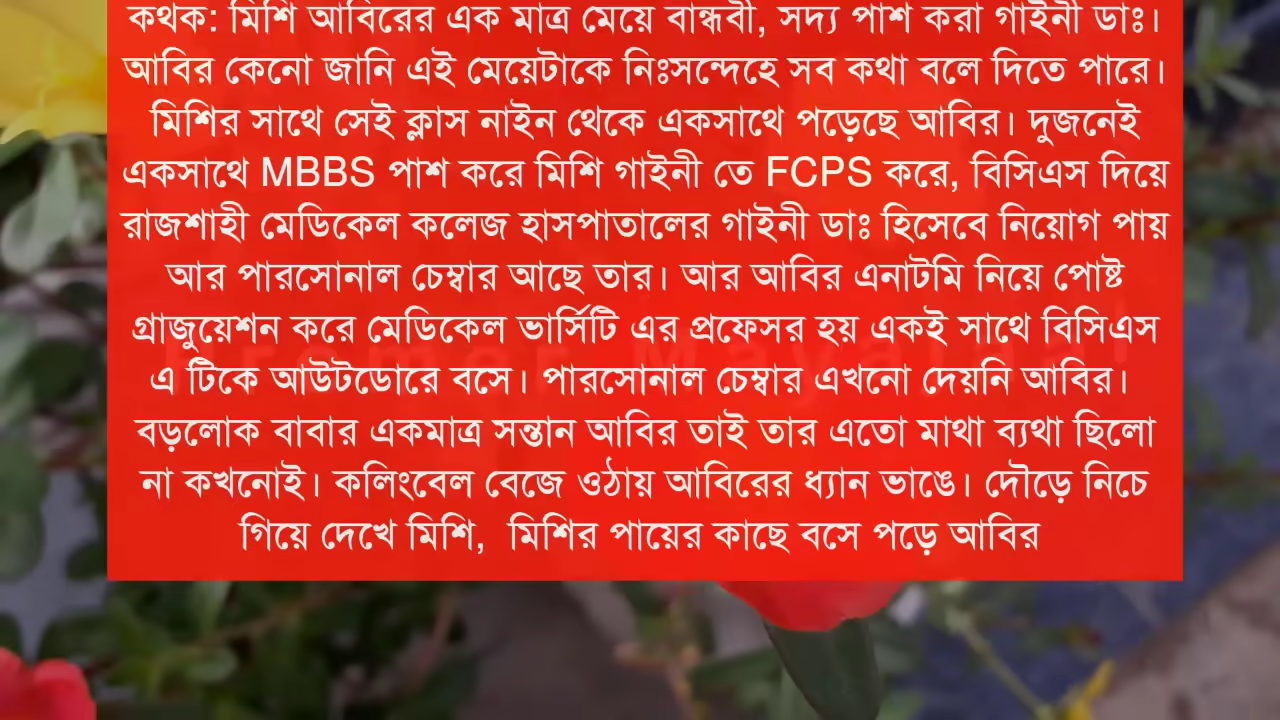 কথক: মিশি আবিরের এক মাত্র মেয়ে বান্ধবী, সদ্য পাশ করা গাইনী ডাঃ।
আবির কেনো জানি এই মেয়েটাকে নিঃসন্দেহে সব কথা বলে দিতে পারে।
মিশির সাথে সেই ক্লাস নাইন থেকে একসাথে পড়েছে আবির। দুজনেই
একসাথে MBBS পাশ করে মিশি গাইনী তে FCPS করে, বিসিএস দিয়ে
রাজশাহী মেডিকেল কলেজ হাসপাতালের গাইনী ডাঃ হিসেবে নিয়োগ পায়
আর পারসোনাল চেম্বার আছে তার। আর আবির এনাটমি নিয়ে পোষ্ট
গ্রাজুয়েশন করে মেডিকেল ভার্সিটি এর প্রফেসর হয় একই সাথে বিসিএস
এ টিকে আউটডোরে বসে। পারসোনাল চেম্বার এখনো দেয়নি আবির।
বড়লোক বাবার একমাত্র সন্তান আবির তাই তার এতো মাথা ব্যথা ছিলো
না কখনোই। কলিংবেল বেজে ওঠায় আবিরের ধ্যান ভাঙে। দৌড়ে নিচে
গিয়ে দেখে মিশি, মিশির পায়ের কাছে বসে পড়ে আবির